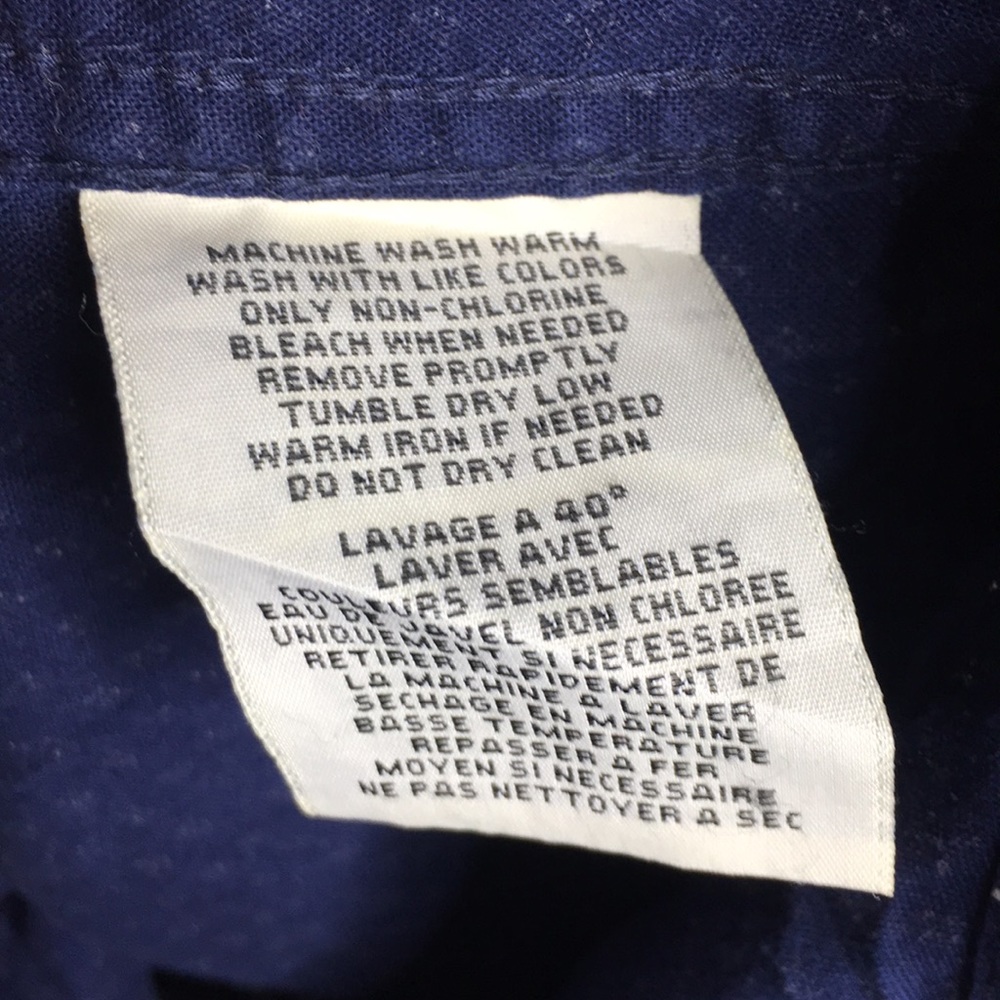 MACHINE WASH WARM
WASH WITH LIKE COLORS
ONLY NON-CHLORINE
BLEACH WHEN NEEDED
REMOVE PROMPTLY
TUMBLE DRY LOW
WARM IRON IF NEEDED
DO NOT DRY CLEAN
LAVAGE A 40°
LAVER AVEC
COULEURS SEMBLABLES
EAU DE JAVEL NON CHLOREE
UNIQUEMENT SI NECESSAIRE
RETIRER RAPIDEMENT DE
LA MACHINE A LAVER
SECHAGE EN MACHINE
BASSE TEMPERATURE
REPASSER A FER
MOYEN SI NECESSAIRE
NE PAS NETTOYER A SEC